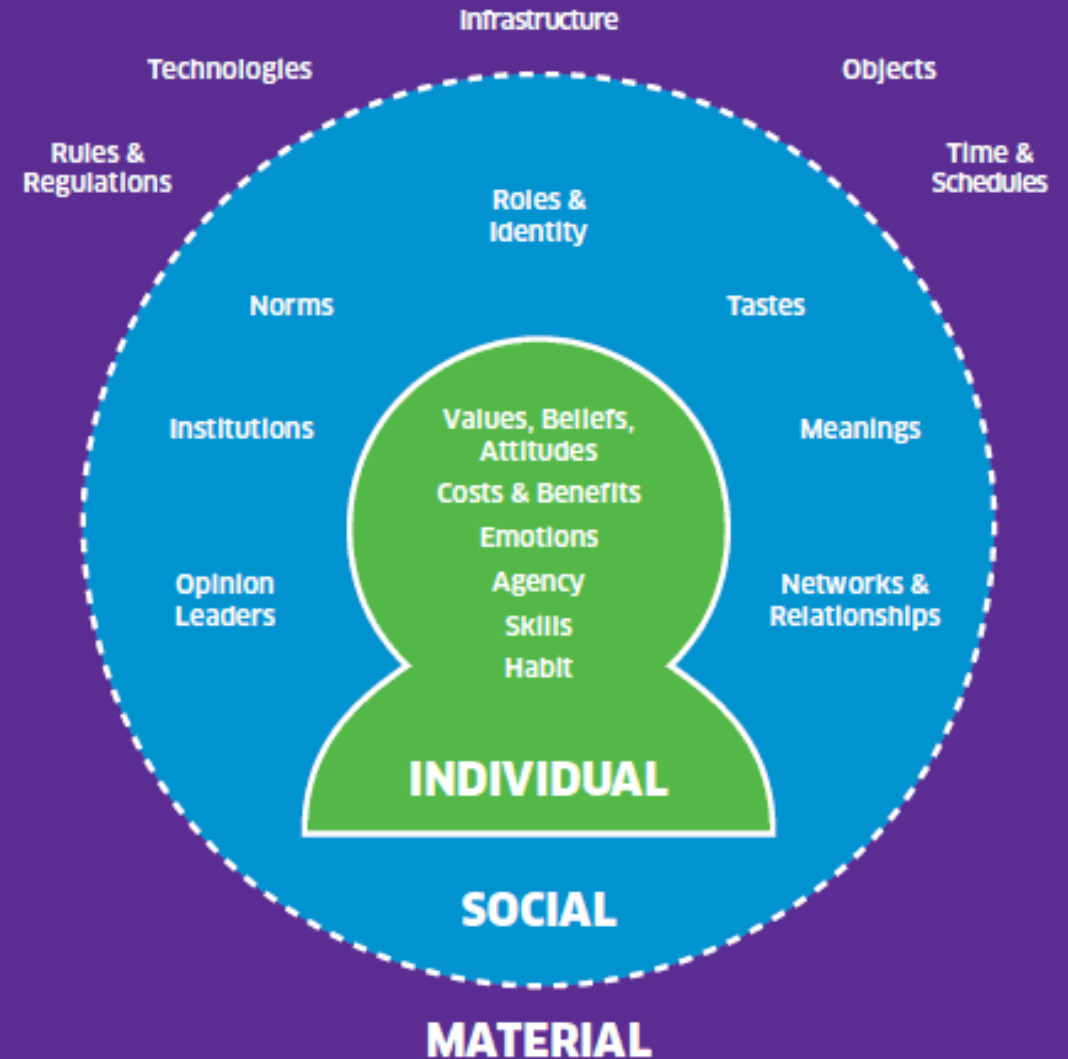 Infrastructure
Technologies
Objects
Rules &
Regulations
Time &
Schedules
Roles &
Identity
Norms
Tastes
Values, Beliefs,
Attitudes
Institutions
Meanings
Costs & Benefits
Emotions
Agency
Opinion
Leaders
Networks &
Relationships
Skills
Habit
INDIVIDUAL
SOCIAL
MATERIAL